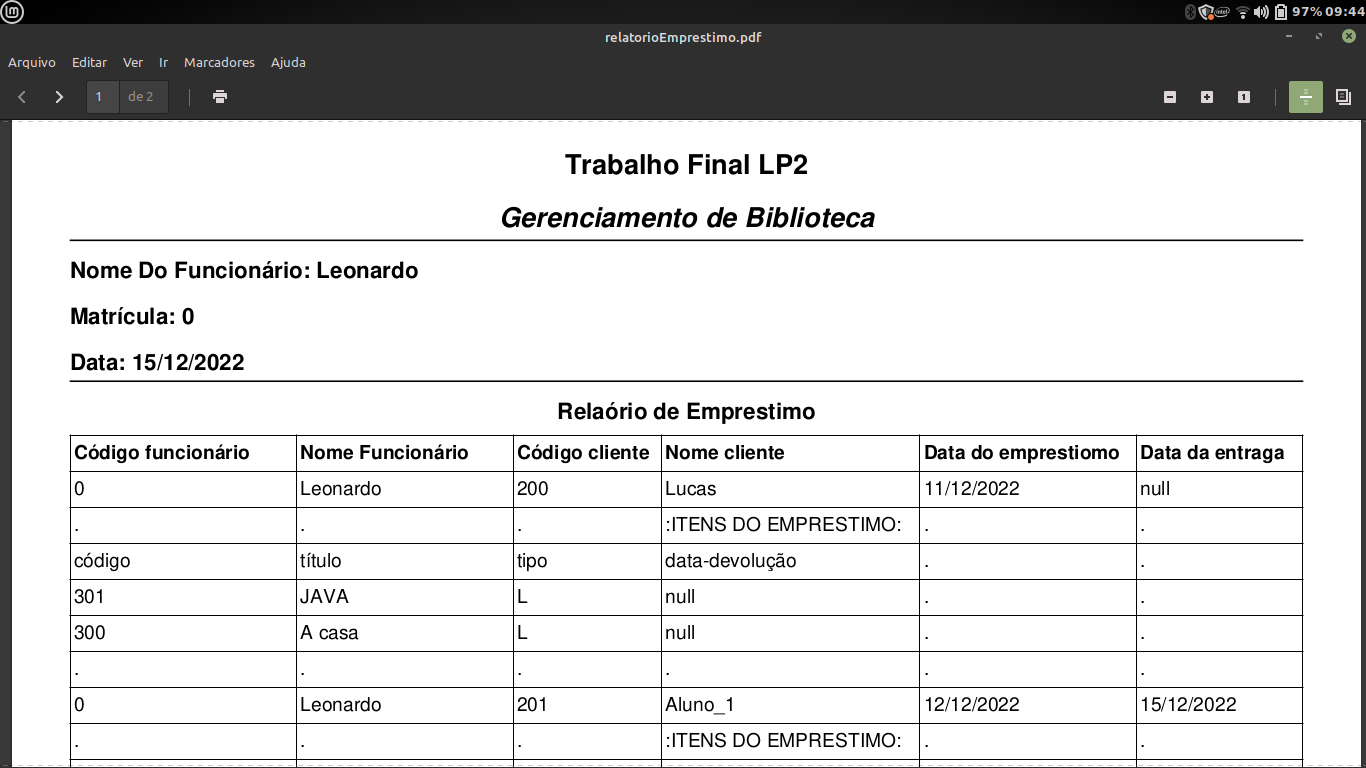 97% 09:44
relatorioEmprestimo.pdf
Arquivo Editar Ver Ir Marcadores Ajuda
1 de 2
Trabalho Final LP2
Gerenciamento de Biblioteca
Nome Do Funcionário: Leonardo
Matrícula: 0
Data: 15/12/2022
Relaório de Emprestimo
Código funcionário Nome Funcionário Código cliente Nome cliente Data do emprestiomo Data da entraga
0 Leonardo 200 Lucas 11/12/2022 null
. . . :ITENS DO EMPRESTIMO: . .
código título tipo data-devolução . .
301 JAVA L null . .
300 A casa L null . .
. . . . . .
0 Leonardo 201 Aluno_1 12/12/2022 15/12/2022
. . . :ITENS DO EMPRESTIMO: . .